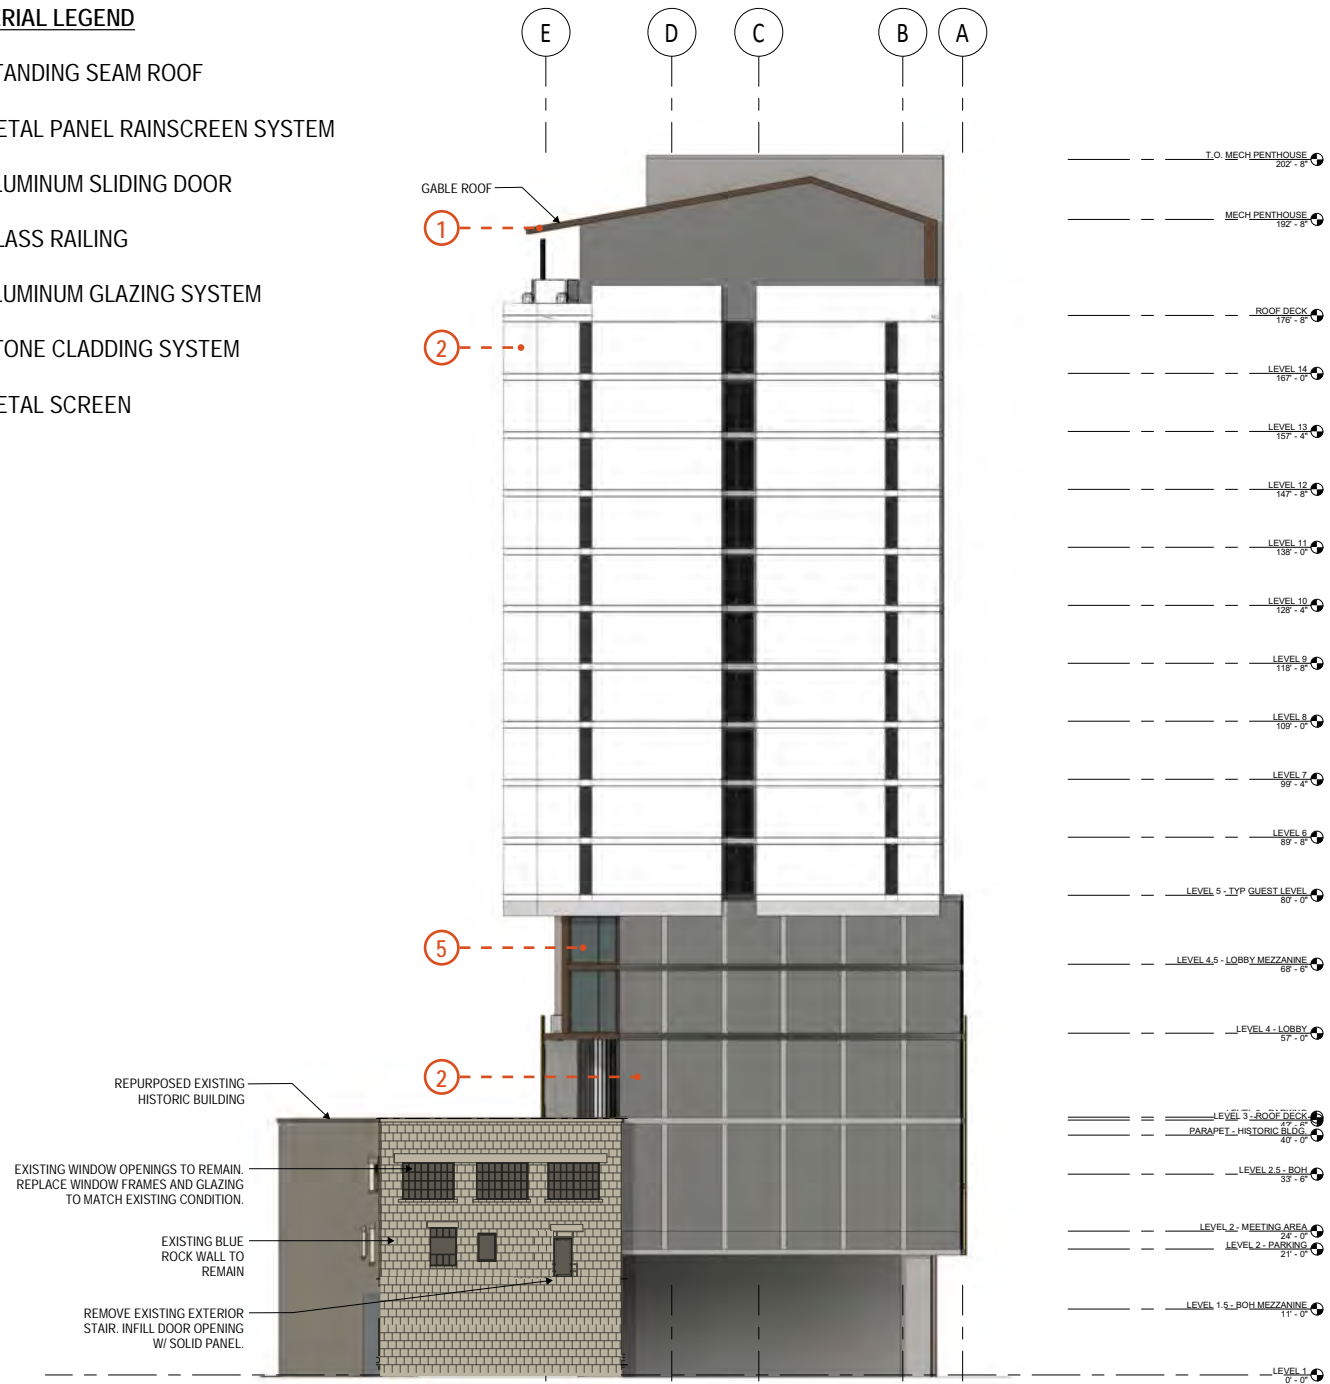 ERIAL LEGEND
TANDING SEAM ROOF
ETAL PANEL RAINSCREEN SYSTEM
LUMINUM SLIDING DOOR
LASS RAILING
LUMINUM GLAZING SYSTEM
TONE CLADDING SYSTEM
ETAL SCREEN
E
D
C
B
A
GABLE ROOF
1
2
5
2
REPURPOSED EXISTING
HISTORIC BUILDING
EXISTING WINDOW OPENINGS TO REMAIN.
REPLACE WINDOW FRAMES AND GLAZING
TO MATCH EXISTING CONDITION.
EXISTING BLUE
ROCK WALL TO
REMAIN
REMOVE EXISTING EXTERIOR
STAIR. INFILL DOOR OPENING
W/ SOLID PANEL.
T.O. MECH PENTHOUSE
202' - 8"
MECH PENTHOUSE
192' - 8"
ROOF DECK
176' - 8"
LEVEL 14
167' - 0"
LEVEL 13
157' - 4"
LEVEL 12
147' - 8"
LEVEL 11
138' - 0"
LEVEL 10
128' - 4"
LEVEL 9
118' - 8"
LEVEL 8
109' - 0"
LEVEL 7
99' - 4"
LEVEL 6
89' - 8"
LEVEL 5 - TYP GUEST LEVEL
80' - 0"
LEVEL 4.5 - LOBBY MEZZANINE
68' - 6"
LEVEL 4 - LOBBY
57' - 0"
LEVEL 3 - ROOF DECK
PARAPET - HISTORIC BLDG.
40' - 0"
LEVEL 2.5 - BOH
33' - 6"
LEVEL 2 - MEETING AREA
24' - 0"
LEVEL 2 - PARKING
21' - 0"
LEVEL 1.5 - BOH MEZZANINE
11' - 0"
LEVEL 1
0' - 0"